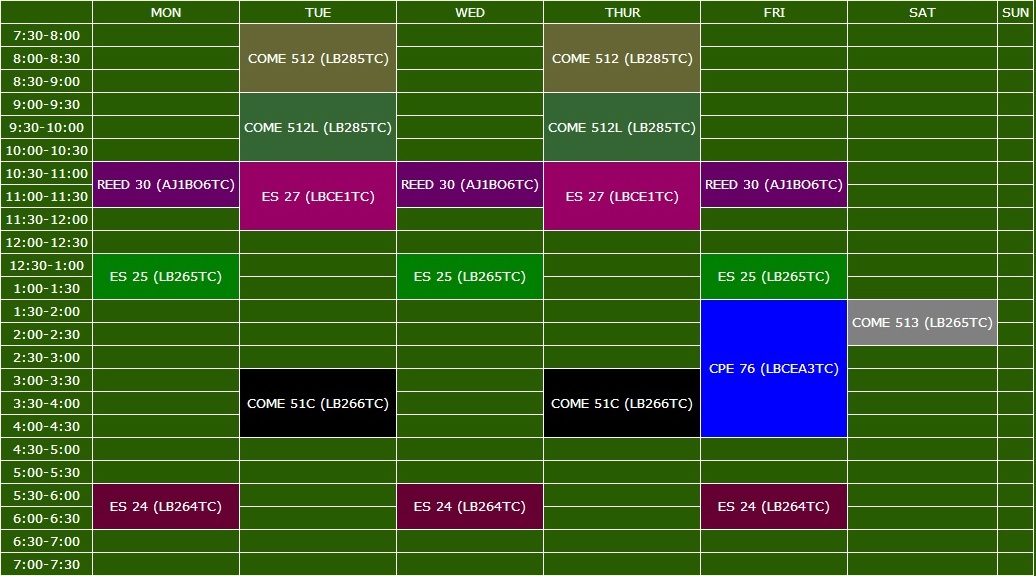 MON TUE WED THUR FRI SAT SUN
7:30-8:00
8:00-8:30 COME 512 (LB285TC) COME 512 (LB285TC)
8:30-9:00
9:00-9:30
9:30-10:00 COME 512L (LB285TC) COME 512L (LB285TC)
10:00-10:30
10:30-11:00 REED 30 (AJ1BO6TC) REED 30 (AJ1BO6TC) REED 30 (AJ1BO6TC)
11:00-11:30 ES 27 (LBCE1TC) ES 27 (LBCE1TC)
11:30-12:00
12:00-12:30
12:30-1:00 ES 25 (LB265TC) ES 25 (LB265TC) ES 25 (LB265TC)
1:00-1:30
1:30-2:00 COME 513 (LB265TC)
2:00-2:30
2:30-3:00 CPE 76 (LBCEA3TC)
3:00-3:30
3:30-4:00 COME 51C (LB266TC) COME 51C (LB266TC)
4:00-4:30
4:30-5:00
5:00-5:30
5:30-6:00 ES 24 (LB264TC) ES 24 (LB264TC) ES 24 (LB264TC)
6:00-6:30
6:30-7:00
7:00-7:30